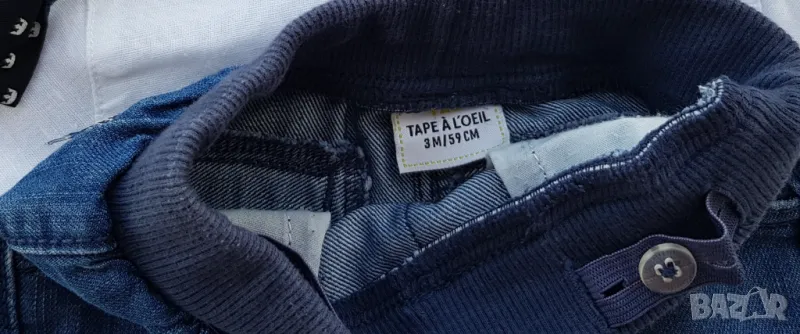 TAPE À L'OEIL
3M/59CM
BAZAR